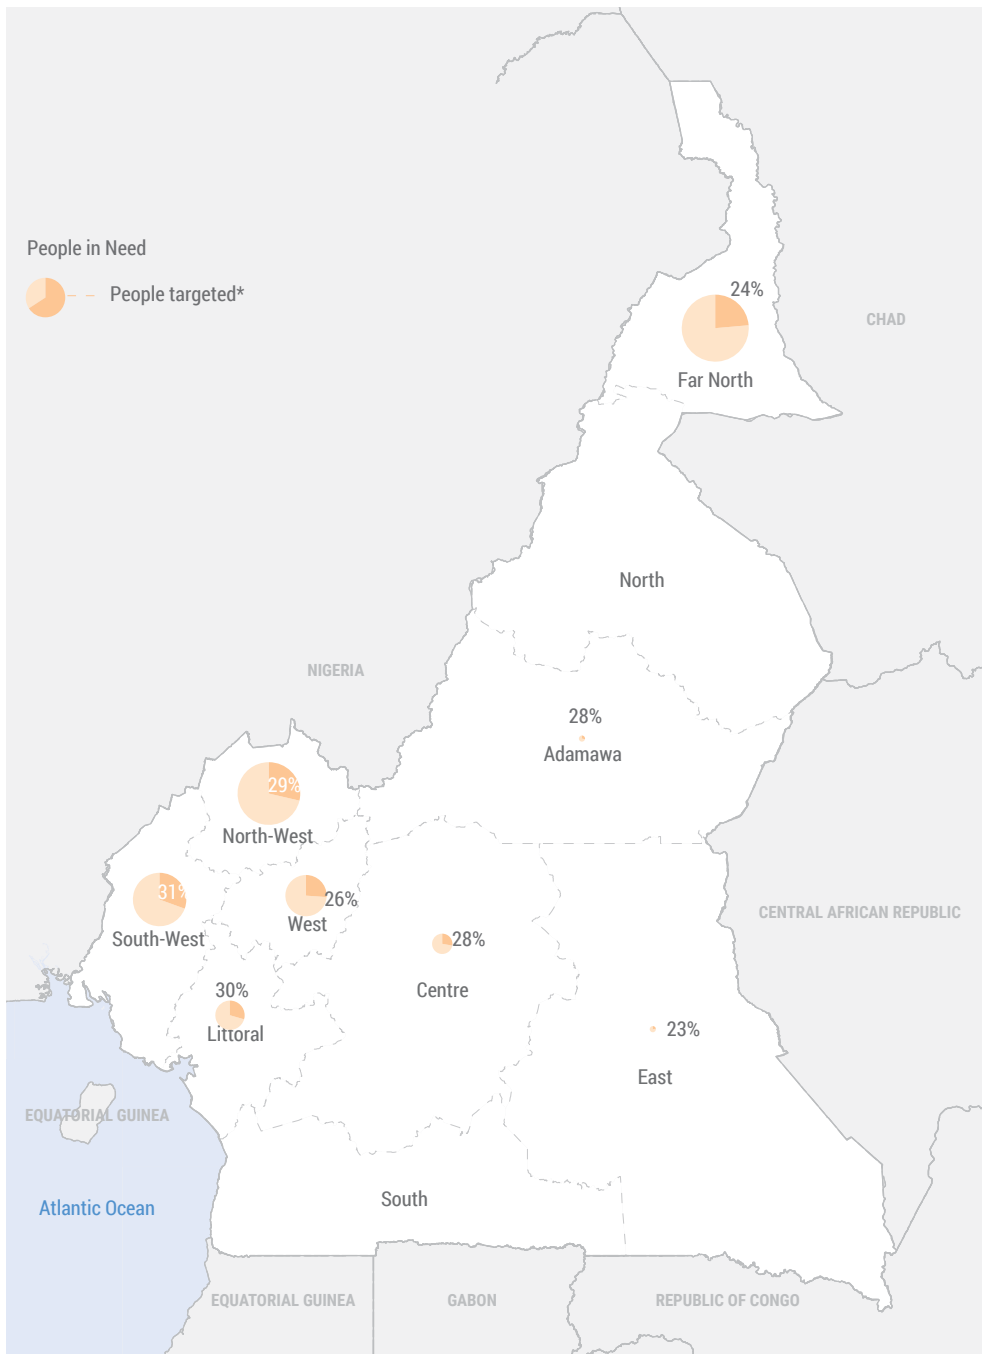 People in Need
People targeted*
24%
CHAD
Far North
North
NIGERIA
28%
Adamawa
29%
North-West
31%
26%
West
South-West
CENTRAL AFRICAN REPUBLIC
28%
Centre
30%
Littoral
23%
East
EQUATORIAL GUINEA
South
Atlantic Ocean
EQUATORIAL GUINEA
GABON
REPUBLIC OF CONGO